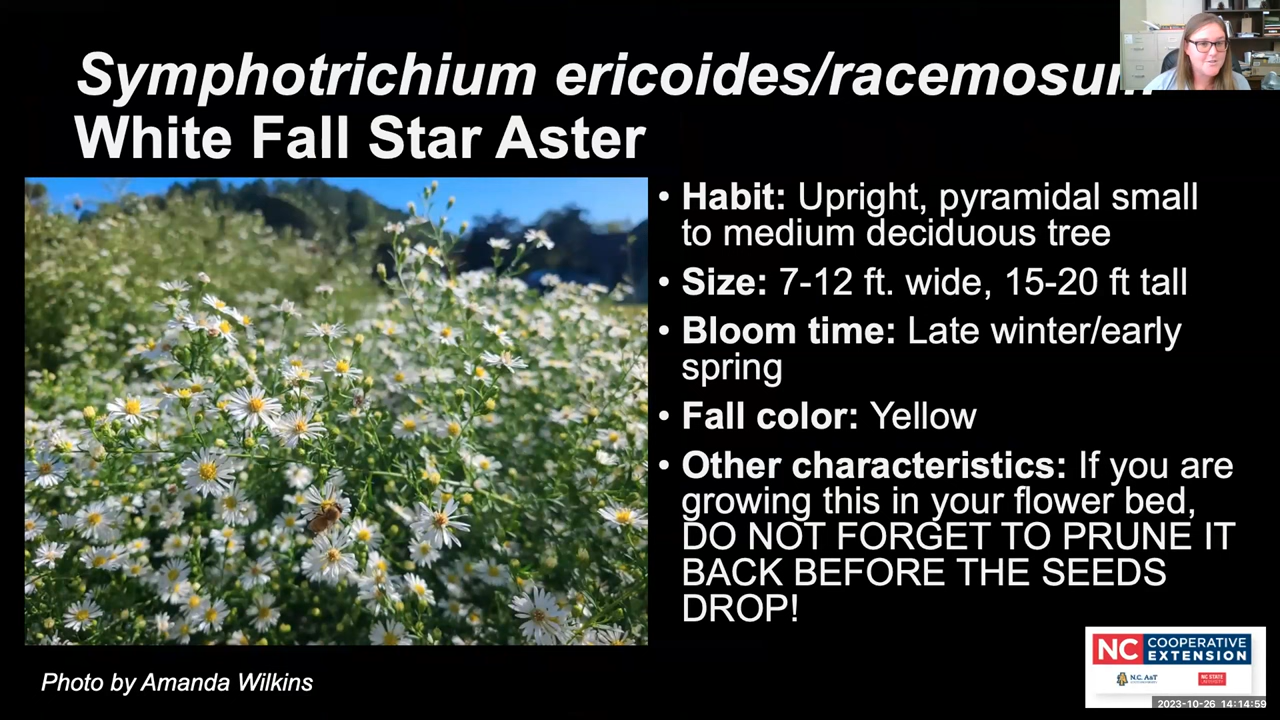 Symphotrichium ericoides/racemosum
White Fall Star Aster
• Habit: Upright, pyramidal small
to medium deciduous tree
• Size: 7-12 ft. wide, 15-20 ft tall
• Bloom time: Late winter/early
spring
• Fall color: Yellow
• Other characteristics: If you are
growing this in your flower bed,
DO NOT FORGET TO PRUNE IT
BACK BEFORE THE SEEDS
DROP!
Photo by Amanda Wilkins
NC COOPERATIVE
EXTENSION
N.C. A&T
NC STATE
2023-10-26 14:14:59